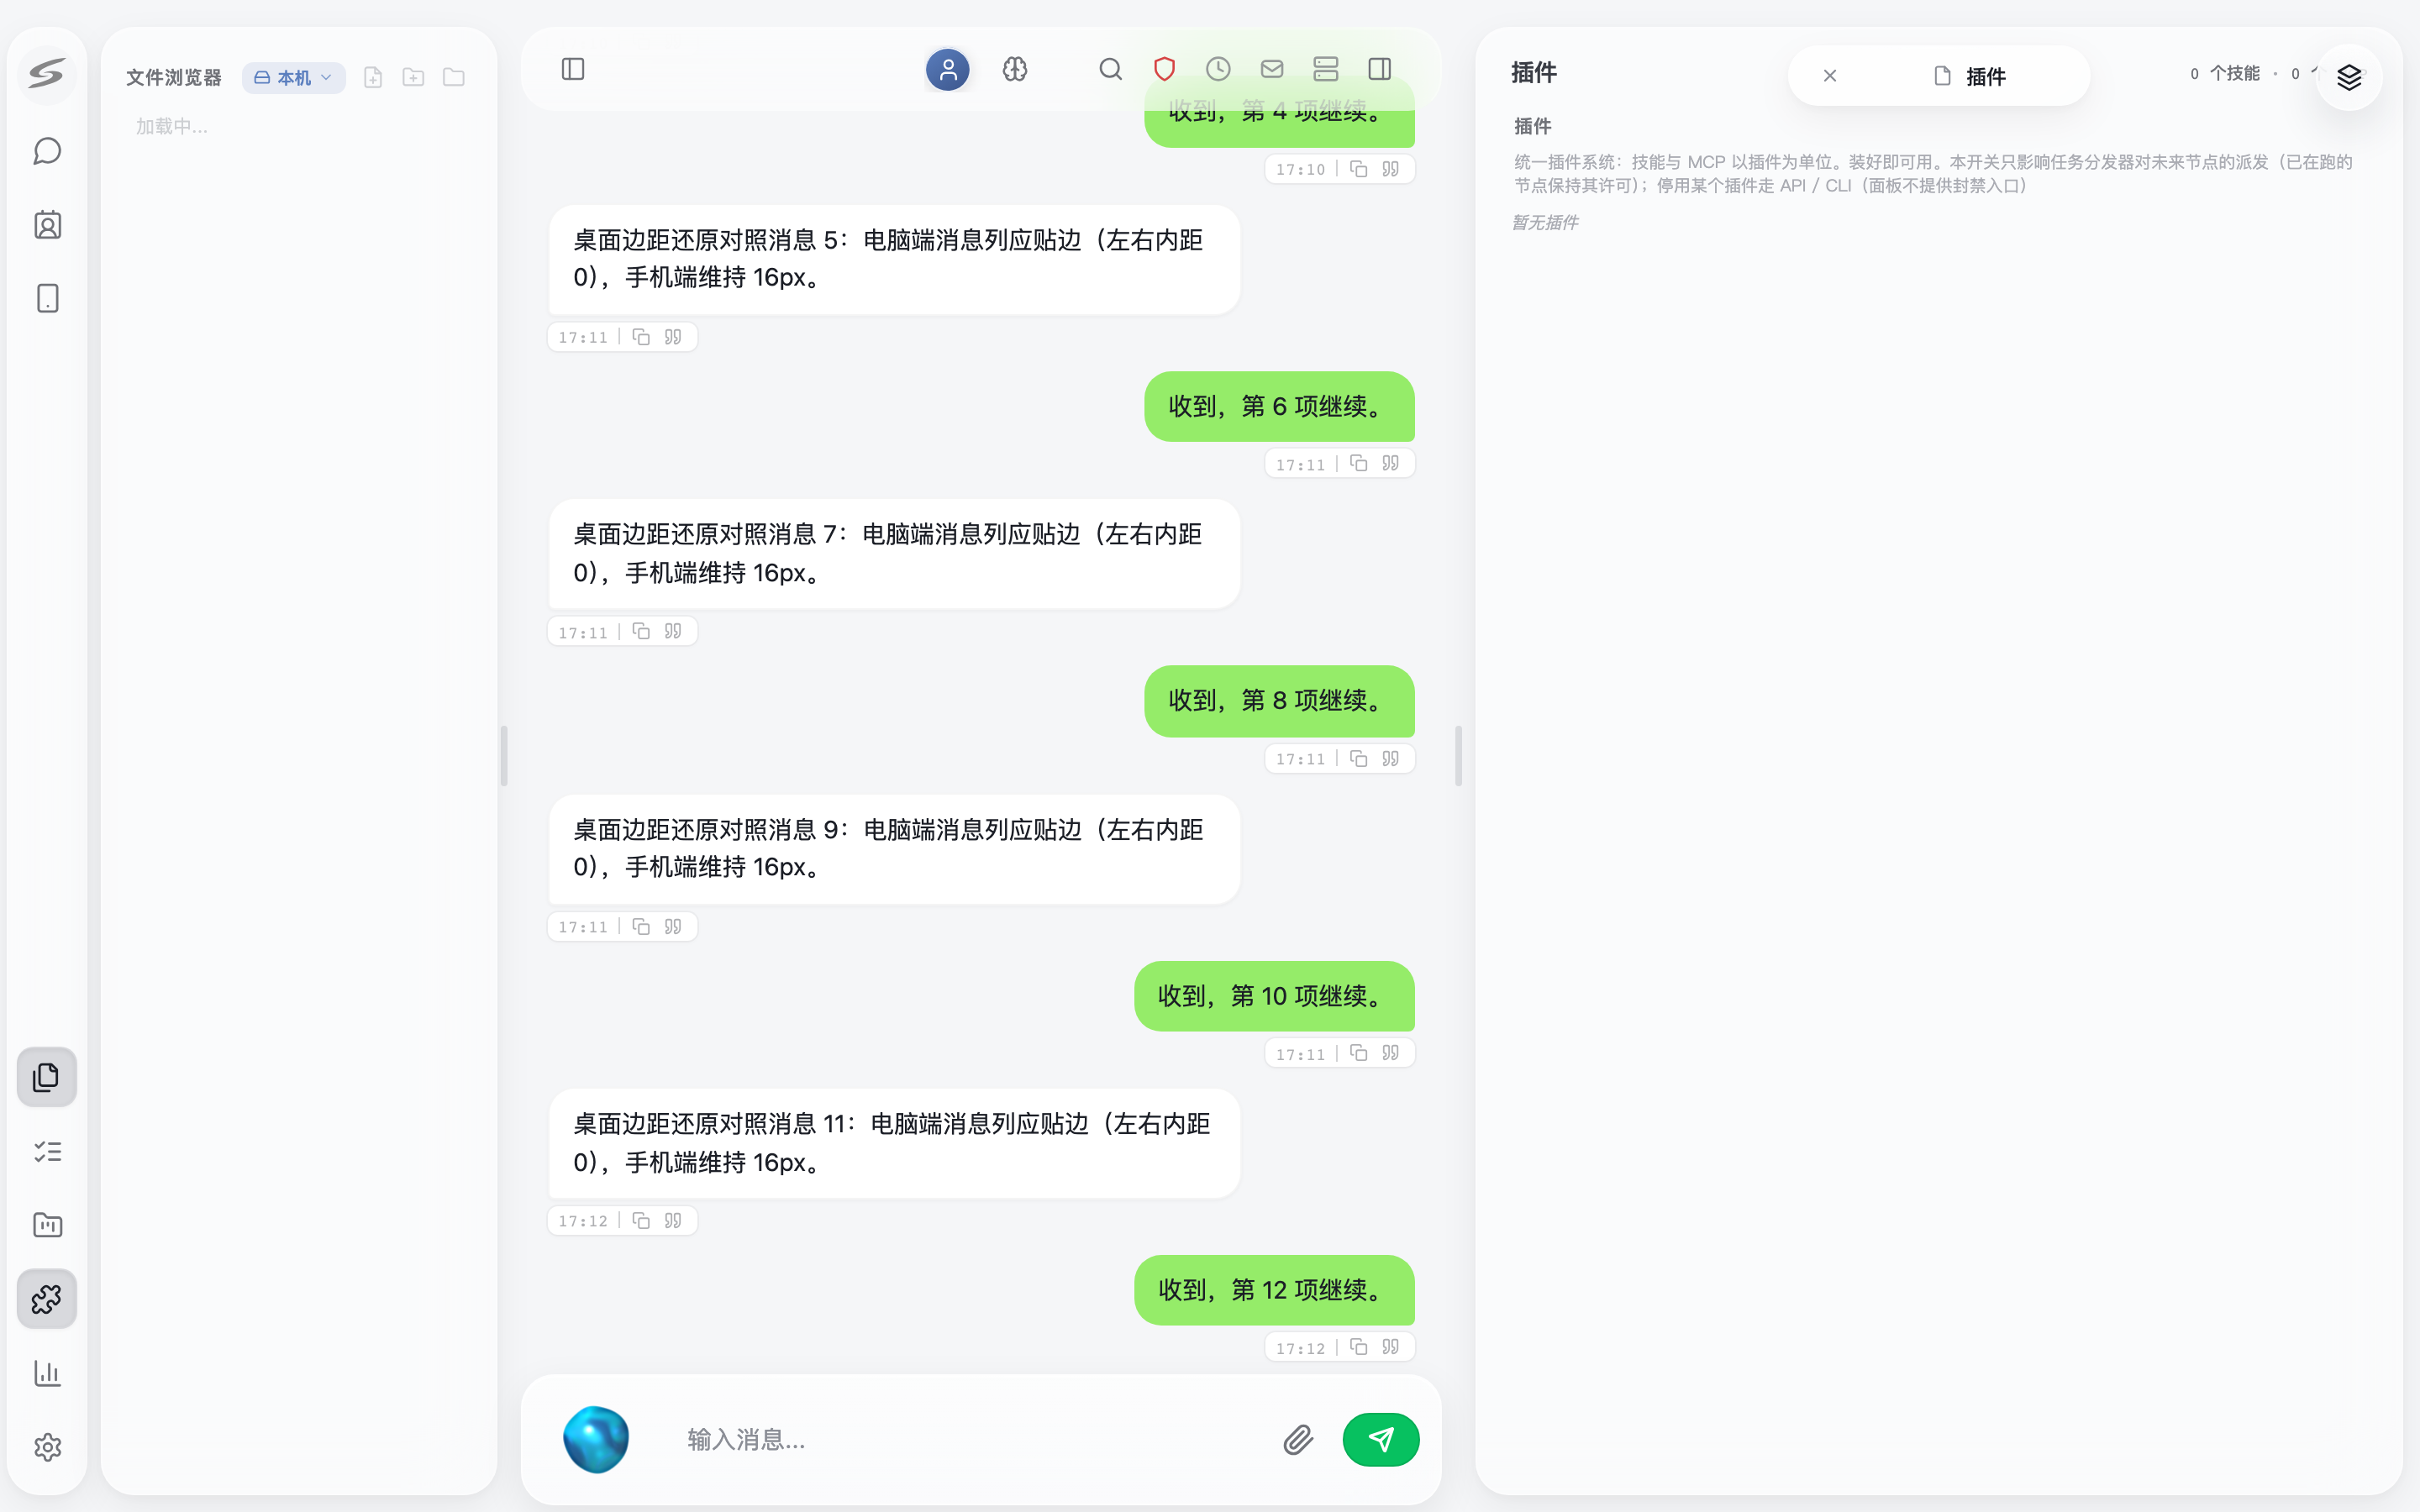 文件浏览器
本机
加载中...
收到，第 4 项继续。
17:10
桌面边距还原对照消息 5：电脑端消息列应贴边（左右内距
0），手机端维持 16px。
17:11
收到，第 6 项继续。
17:11
桌面边距还原对照消息 7：电脑端消息列应贴边（左右内距
0），手机端维持 16px。
17:11
收到，第 8 项继续。
17:11
桌面边距还原对照消息 9：电脑端消息列应贴边（左右内距
0），手机端维持 16px。
17:11
收到，第 10 项继续。
17:11
桌面边距还原对照消息 11：电脑端消息列应贴边（左右内距
0），手机端维持 16px。
17:12
收到，第 12 项继续。
17:12
输入消息...
插件
插件
0 个技能 · 0
插件
统一插件系统：技能与 MCP 以插件为单位。装好即可用。本开关只影响任务分发器对未来节点的派发（已在跑的
节点保持其许可）；停用某个插件走 API / CLI（面板不提供封禁入口）
暂无插件